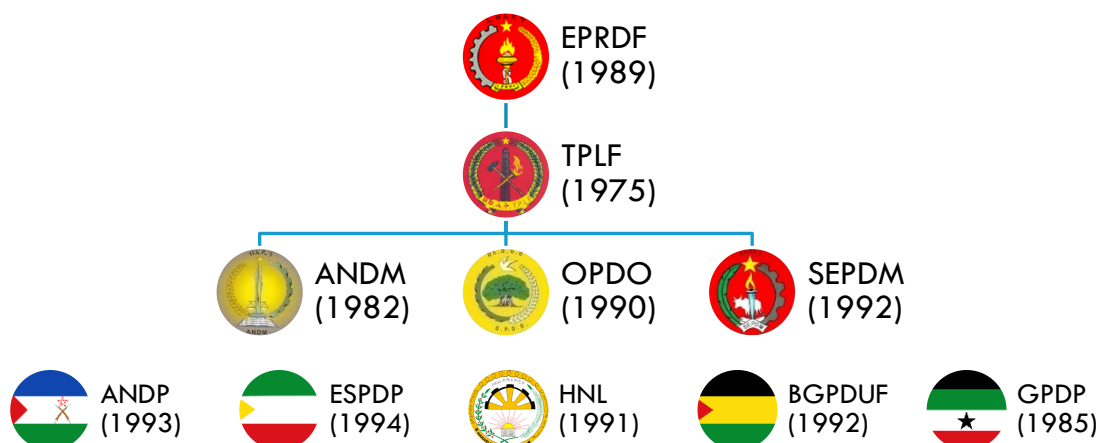 EPRDF
(1989)
TPLF
(1975)
ANDM
(1982)
OPDO
(1990)
SEPDM
(1992)
ANDP
(1993)
ESPDP
(1994)
HNL
(1991)
BGPDUF
(1992)
GPDP
(1985)
ANDM